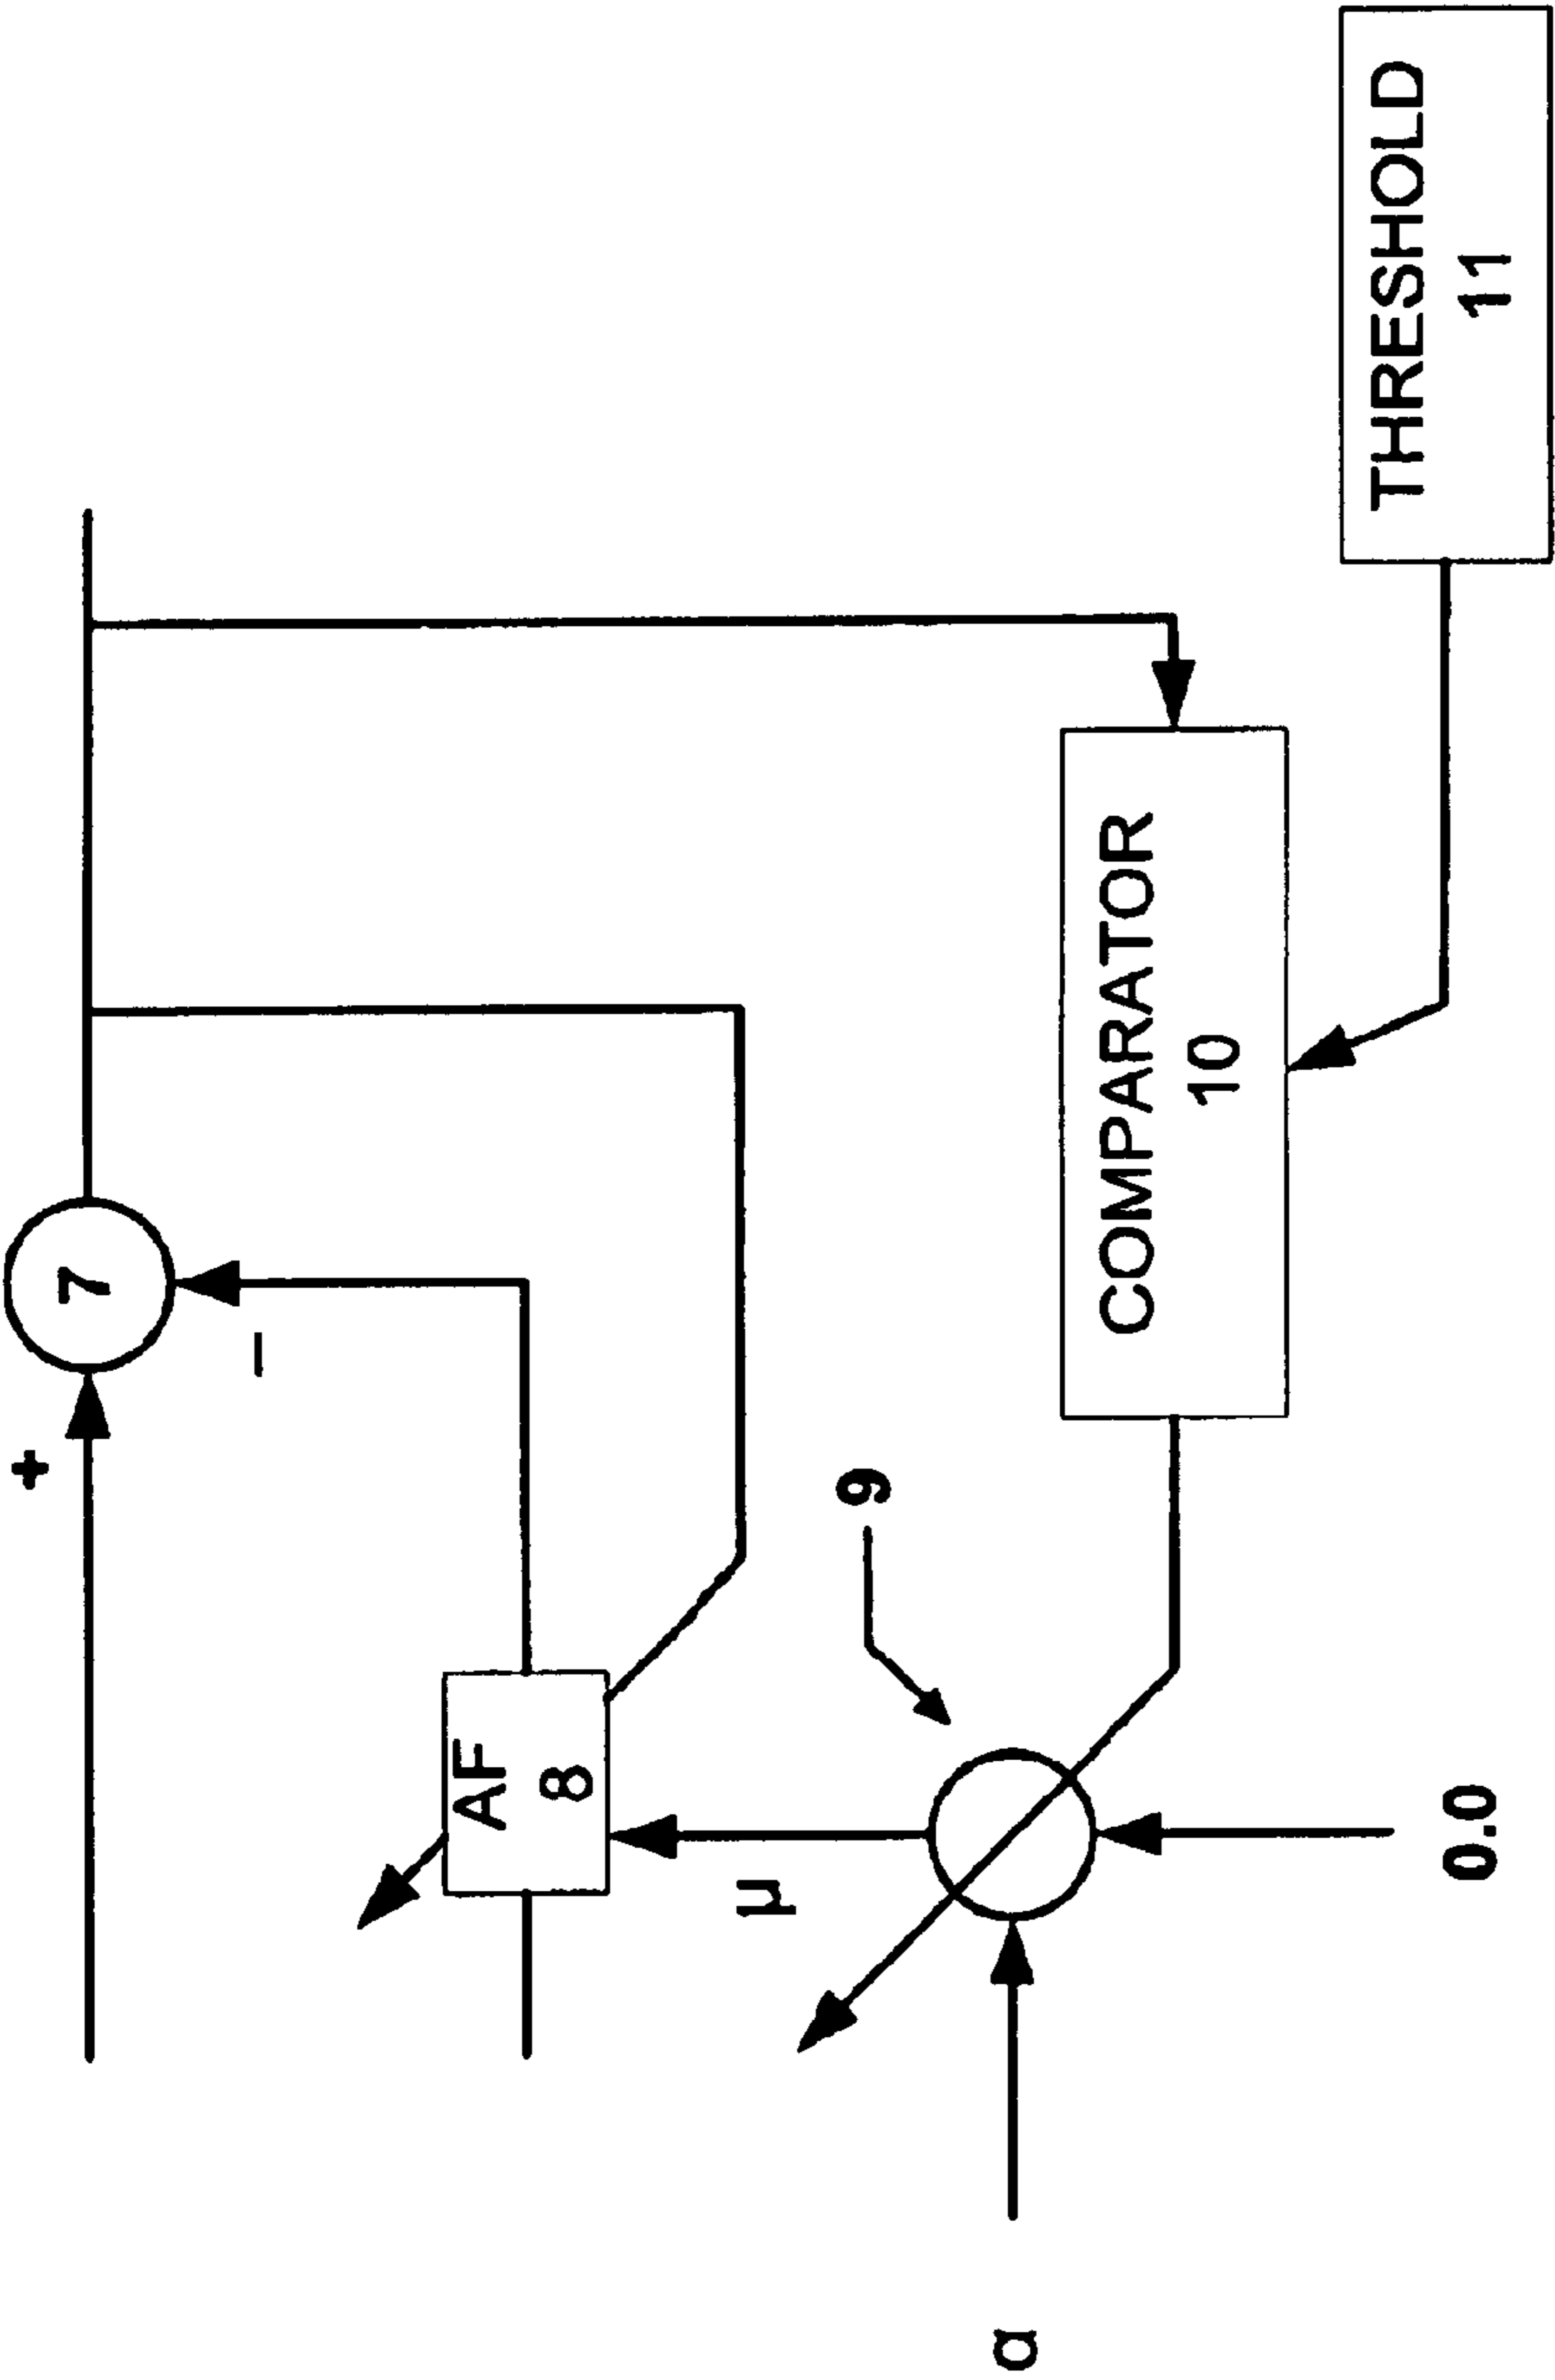 +
7
−
AF
8
μ
9
α
COMPARATOR
10
THRESHOLD
11
0.0